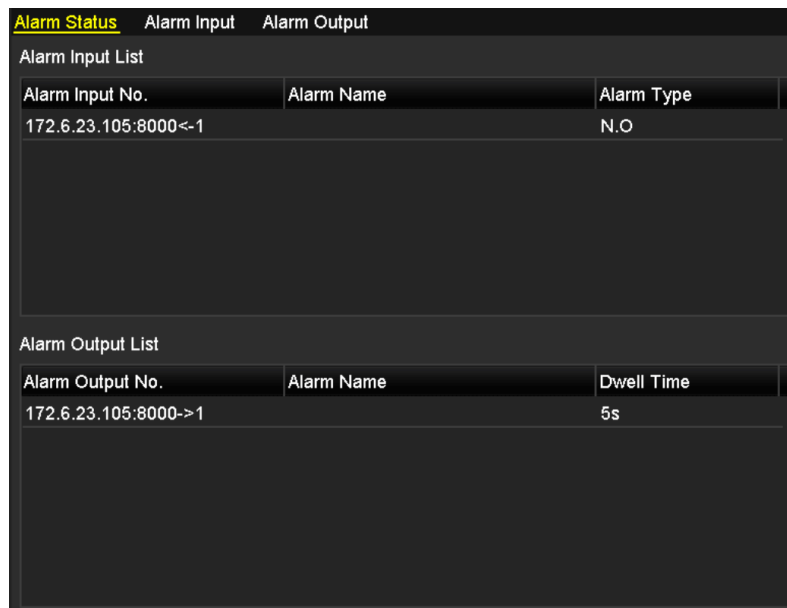 Alarm Status Alarm Input Alarm Output
Alarm Input List
Alarm Input No. Alarm Name Alarm Type
172.6.23.105:8000<-1 N.O
Alarm Output List
Alarm Output No. Alarm Name Dwell Time
172.6.23.105:8000->1 5s